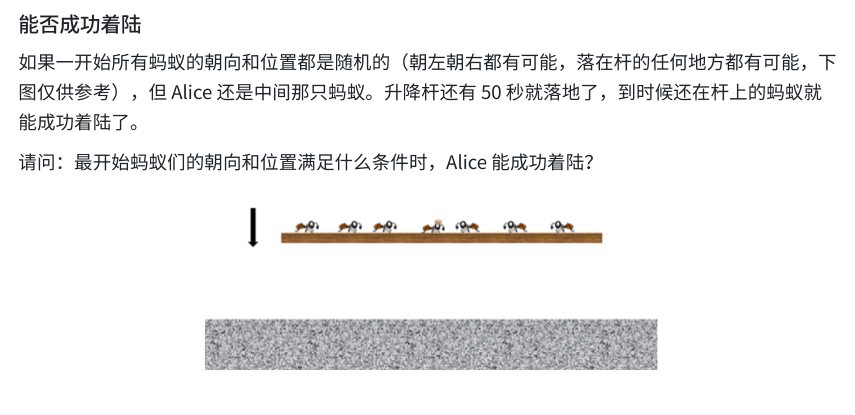 能否成功着陆
如果一开始所有蚂蚁的朝向和位置都是随机的（朝左朝右都有可能，落在杆的任何地方都有可能，下
图仅供参考），但 Alice 还是中间那只蚂蚁。升降杆还有 50 秒就落地了，到时候还在杆上的蚂蚁就
能成功着陆了。
请问：最开始蚂蚁们的朝向和位置满足什么条件时，Alice 能成功着陆？